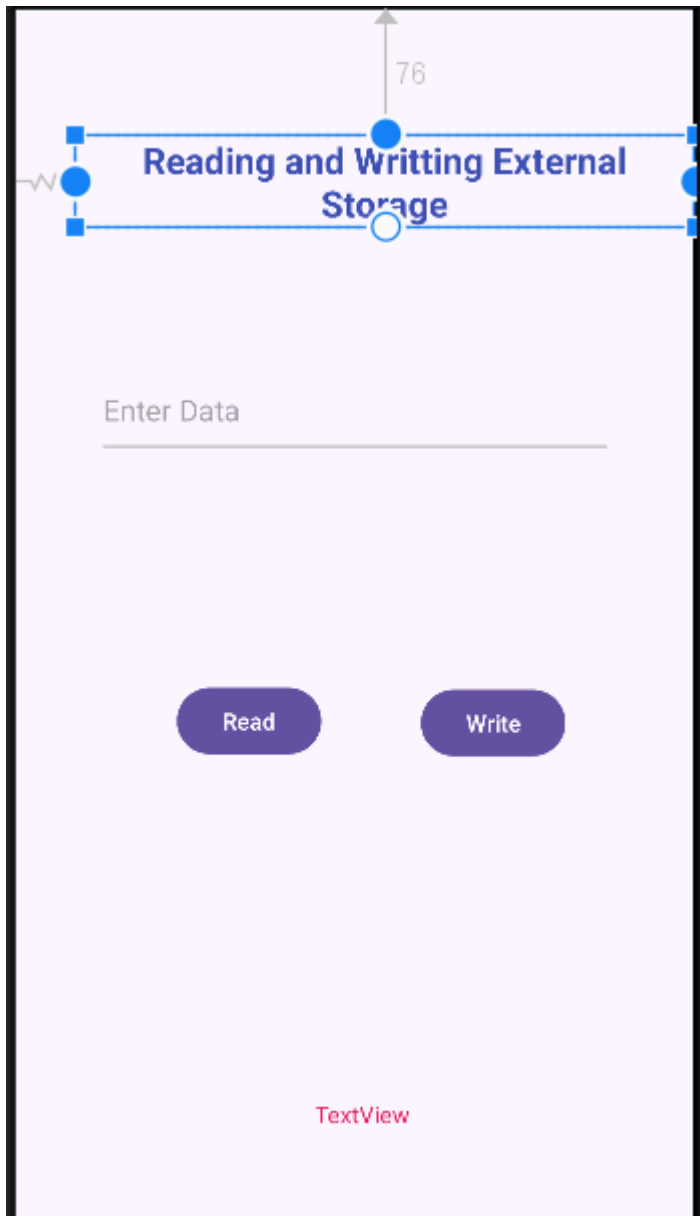 76
Reading and Writting External
Storage
Enter Data
Read
Write
TextView